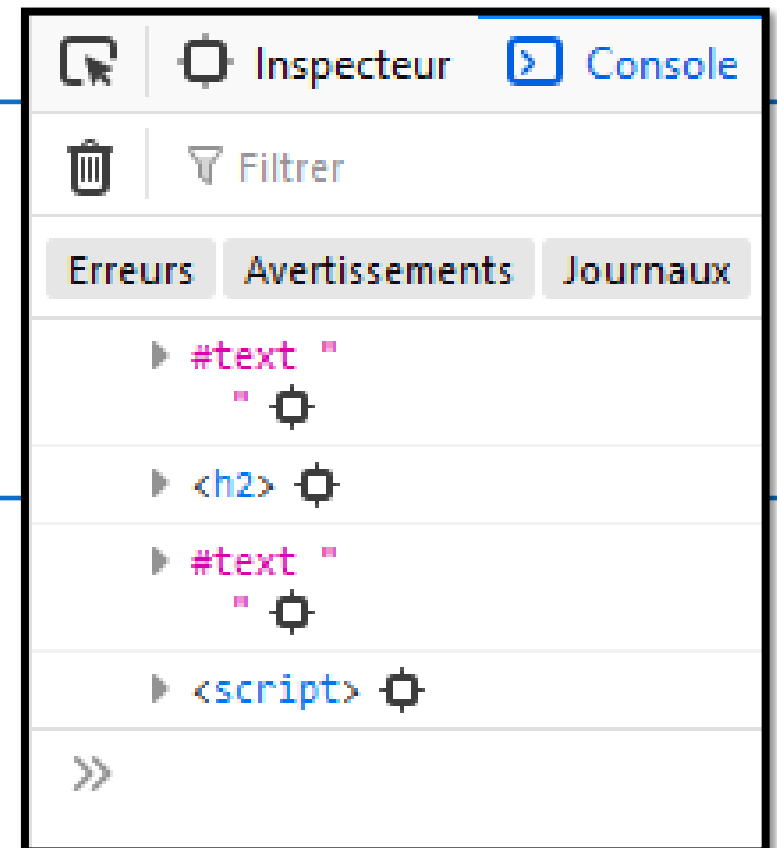 Inspecteur Console
Filtrer
Erreurs Avertissements Journaux
#text "
"
<h2>
#text "
"
<script>